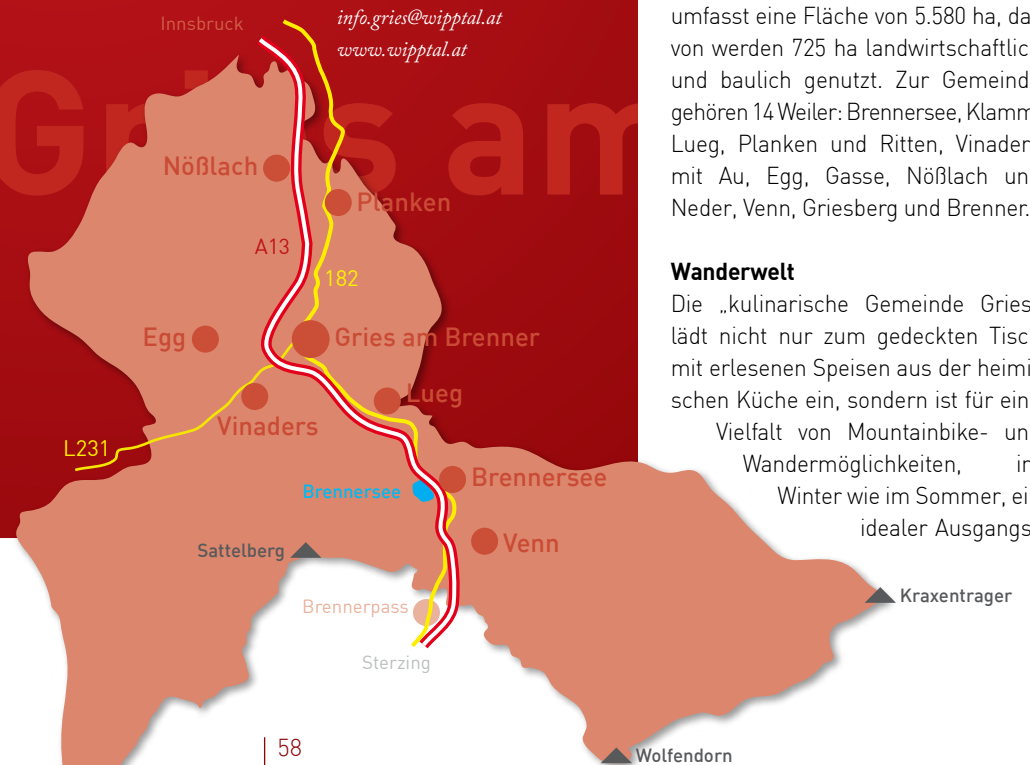 info.gries@wipptal.at
www.wipptal.at
Gries am
Innsbruck
Nößlach
Planken
A13
182
Egg
Gries am Brenner
Lueg
Vinaders
L231
Brennersee
Brennersee
Venn
Sattelberg
Kraxentrager
Brennerpass
Sterzing
Wolfendorn
58
umfasst eine Fläche von 5.580 ha, da
von werden 725 ha landwirtschaftlic
und baulich genutzt. Zur Gemeind
gehören 14 Weiler: Brennersee, Klamm
Lueg, Planken und Ritten, Vinader
mit Au, Egg, Gasse, Nößlach un
Neder, Venn, Griesberg und Brenner.
Wanderwelt
Die „kulinarische Gemeinde Gries
lädt nicht nur zum gedeckten Tisc
mit erlesenen Speisen aus der heimi
schen Küche ein, sondern ist für ein
Vielfalt von Mountainbike- un
Wandermöglichkeiten, in
Winter wie im Sommer, ei
idealer Ausgangs